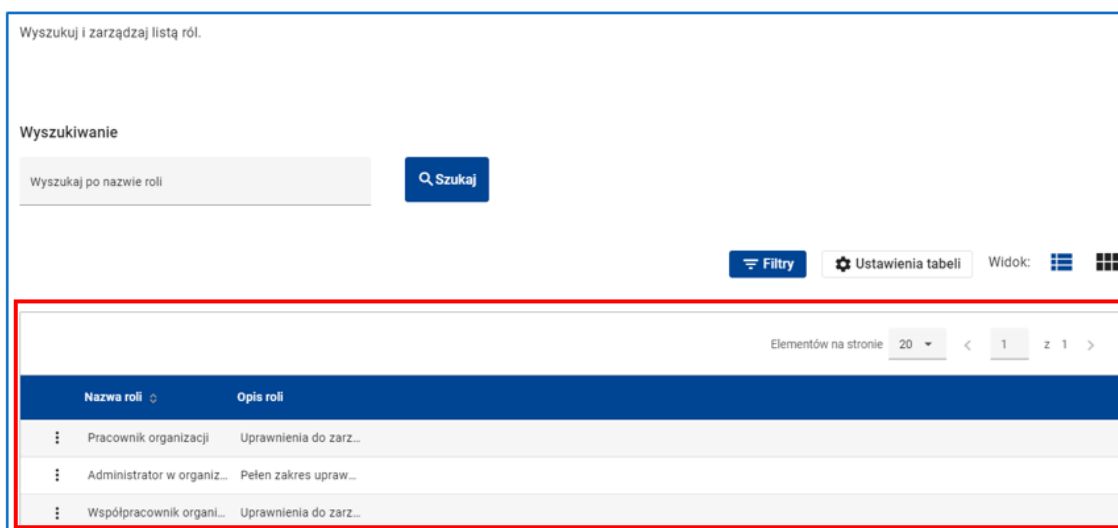 Wyszukuj i zarządzaj listą ról.
Wyszukiwanie
Wyszukaj po nazwie roli
Szukaj
Filtry Ustawienia tabeli Widok:
Elementów na stronie 20 1 z 1
Nazwa roli Opis roli
Pracownik organizacji Uprawnienia do zarz...
Administrator w organiz... Pełen zakres upraw...
Współpracownik organi... Uprawnienia do zarz...